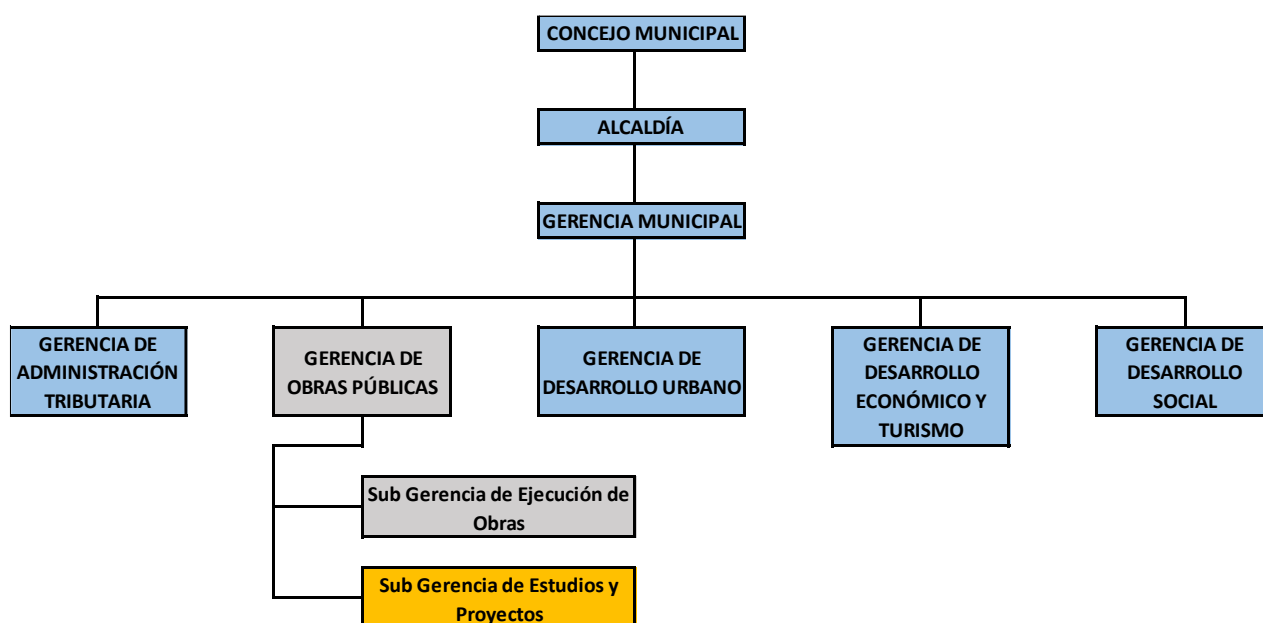 CONCEJO MUNICIPAL
ALCALDÍA
GERENCIA MUNICIPAL
GERENCIA DE
ADMINISTRACIÓN
TRIBUTARIA
GERENCIA DE
OBRAS PÚBLICAS
GERENCIA DE
DESARROLLO URBANO
GERENCIA DE
DESARROLLO
ECONÓMICO Y
TURISMO
GERENCIA DE
DESARROLLO
SOCIAL
Sub Gerencia de Ejecución de
Obras
Sub Gerencia de Estudios y
Proyectos